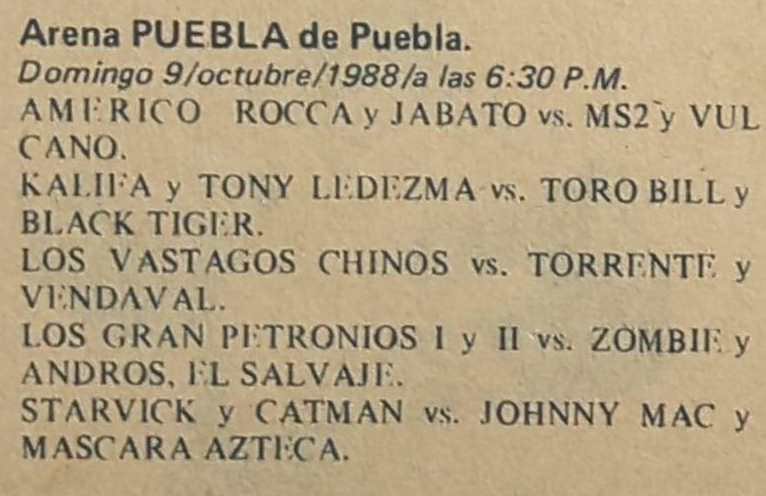 Arena PUEBLA de Puebla.
Domingo 9/octubre/1988/a las 6:30 P.M.
AMERICO ROCCA y JABATO vs. MS2 y VUL
CANO.
KALIFA y TONY LEDEZMA vs. TORO BILL y
BLACK TIGER.
LOS VASTAGOS CHINOS vs. TORRENTE y
VENDAVAL.
LOS GRAN PETRONIOS I y II vs. ZOMBIE y
ANDROS, EL SALVAJE.
STARVICK y CATMAN vs. JOHNNY MAC y
MASCARA AZTECA.